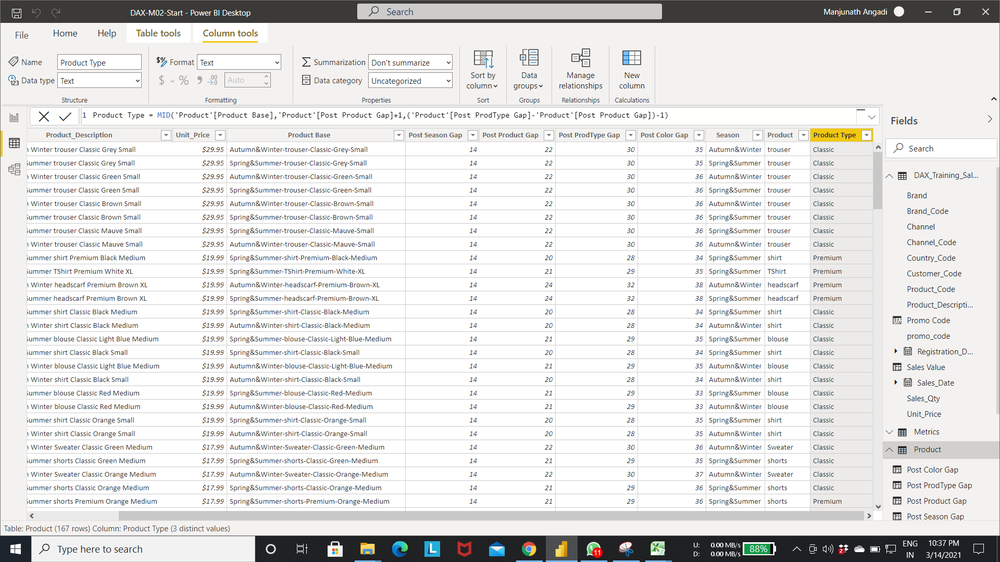 DAX-M02-Start - Power BI Desktop
Search
Manjunath Angadi
File Home Help Table tools Column tools
Name Product Type
Data type Text
Structure
Format Text
$ % 9 .00 Auto
Formatting
Summarization Don't summarize
Data category Uncategorized
Properties
Sort by column
Sort
Data groups
Groups
Manage relationships
Relationships
New column
Calculations
1 Product Type = MID('Product'[Product Base],'Product'[Post Product Gap]+1,('Product'[Post ProdType Gap]-'Product'[Post Product Gap])-1)
Product_Description Unit_Price Product Base Post Season Gap Post Product Gap Post ProdType Gap Post Color Gap Season Product Product Type
n Winter trouser Classic Grey Small $29.95 Autumn&Winter-trouser-Classic-Grey-Small 14 22 30 35 Autumn&Winter trouser Classic
Summer trouser Classic Grey Small $29.95 Spring&Summer-trouser-Classic-Grey-Small 14 22 30 35 Spring&Summer trouser Classic
n Winter trouser Classic Green Small $29.95 Autumn&Winter-trouser-Classic-Green-Small 14 22 30 36 Autumn&Winter trouser Classic
Summer trouser Classic Green Small $29.95 Spring&Summer-trouser-Classic-Green-Small 14 22 30 36 Spring&Summer trouser Classic
n Winter trouser Classic Brown Small $29.95 Autumn&Winter-trouser-Classic-Brown-Small 14 22 30 36 Autumn&Winter trouser Classic
Summer trouser Classic Brown Small $29.95 Spring&Summer-trouser-Classic-Brown-Small 14 22 30 36 Spring&Summer trouser Classic
Summer trouser Classic Mauve Small $29.95 Spring&Summer-trouser-Classic-Mauve-Small 14 22 30 36 Spring&Summer trouser Classic
n Winter trouser Classic Mauve Small $29.95 Autumn&Winter-trouser-Classic-Mauve-Small 14 22 30 36 Autumn&Winter trouser Classic
Summer shirt Premium Black Medium $19.99 Spring&Summer-shirt-Premium-Black-Medium 14 20 28 34 Spring&Summer shirt Premium
Summer TShirt Premium White XL $19.99 Spring&Summer-TShirt-Premium-White-XL 14 21 29 35 Spring&Summer TShirt Premium
n Winter headscarf Premium Brown XL $19.99 Autumn&Winter-headscarf-Premium-Brown-XL 14 24 32 38 Autumn&Winter headscarf Premium
Summer headscarf Premium Brown XL $19.99 Spring&Summer-headscarf-Premium-Brown-XL 14 24 32 38 Spring&Summer headscarf Premium
Summer shirt Classic Black Medium $19.99 Spring&Summer-shirt-Classic-Black-Medium 14 20 28 34 Spring&Summer shirt Classic
n Winter shirt Classic Black Medium $19.99 Autumn&Winter-shirt-Classic-Black-Medium 14 20 28 34 Autumn&Winter shirt Classic
Summer blouse Classic Light Blue Medium $19.99 Spring&Summer-blouse-Classic-Light-Blue-Medium 14 21 29 35 Spring&Summer blouse Classic
Summer shirt Classic Black Small $19.99 Spring&Summer-shirt-Classic-Black-Small 14 20 28 34 Spring&Summer shirt Classic
n Winter blouse Classic Light Blue Medium $19.99 Autumn&Winter-blouse-Classic-Light-Blue-Medium 14 21 29 35 Autumn&Winter blouse Classic
n Winter shirt Classic Black Small $19.99 Autumn&Winter-shirt-Classic-Black-Small 14 20 28 34 Autumn&Winter shirt Classic
Summer blouse Classic Red Medium $19.99 Spring&Summer-blouse-Classic-Red-Medium 14 21 29 33 Spring&Summer blouse Classic
n Winter blouse Classic Red Medium $19.99 Autumn&Winter-blouse-Classic-Red-Medium 14 21 29 33 Autumn&Winter blouse Classic
Summer shirt Classic Orange Small $19.99 Spring&Summer-shirt-Classic-Orange-Small 14 20 28 35 Spring&Summer shirt Classic
n Winter shirt Classic Orange Small $19.99 Autumn&Winter-shirt-Classic-Orange-Small 14 20 28 35 Autumn&Winter shirt Classic
n Winter Sweater Classic Green Medium $17.99 Autumn&Winter-Sweater-Classic-Green-Medium 14 22 30 36 Autumn&Winter Sweater Classic
Summer shorts Classic Green Medium $17.99 Spring&Summer-shorts-Classic-Green-Medium 14 21 29 35 Spring&Summer shorts Classic
n Winter Sweater Classic Orange Medium $17.99 Autumn&Winter-Sweater-Classic-Orange-Medium 14 22 30 37 Autumn&Winter Sweater Classic
Summer shorts Classic Orange Medium $17.99 Spring&Summer-shorts-Classic-Orange-Medium 14 21 29 36 Spring&Summer shorts Classic
Summer shorts Premium Orange Medium $17.99 Spring&Summer-shorts-Premium-Orange-Medium 14 21 29 36 Spring&Summer shorts Premium
Table: Product (167 rows) Column: Product Type (3 distinct values)
Fields
Search
DAX_Training_Sal...
Brand
Brand_Code
Channel
Channel_Code
Country_Code
Customer_Code
Product_Code
Product_Descripti...
Promo Code
promo_code
Registration_D...
Sales Value
Sales_Date
Sales_Qty
Unit_Price
Metrics
Product
Post Color Gap
Post ProdType Gap
Post Product Gap
Post Season Gap
Type here to search
L
11
U: 0.00 MB/s
D: 0.00 MB/s
88%
2
ENG
IN
10:37 PM
3/14/2021